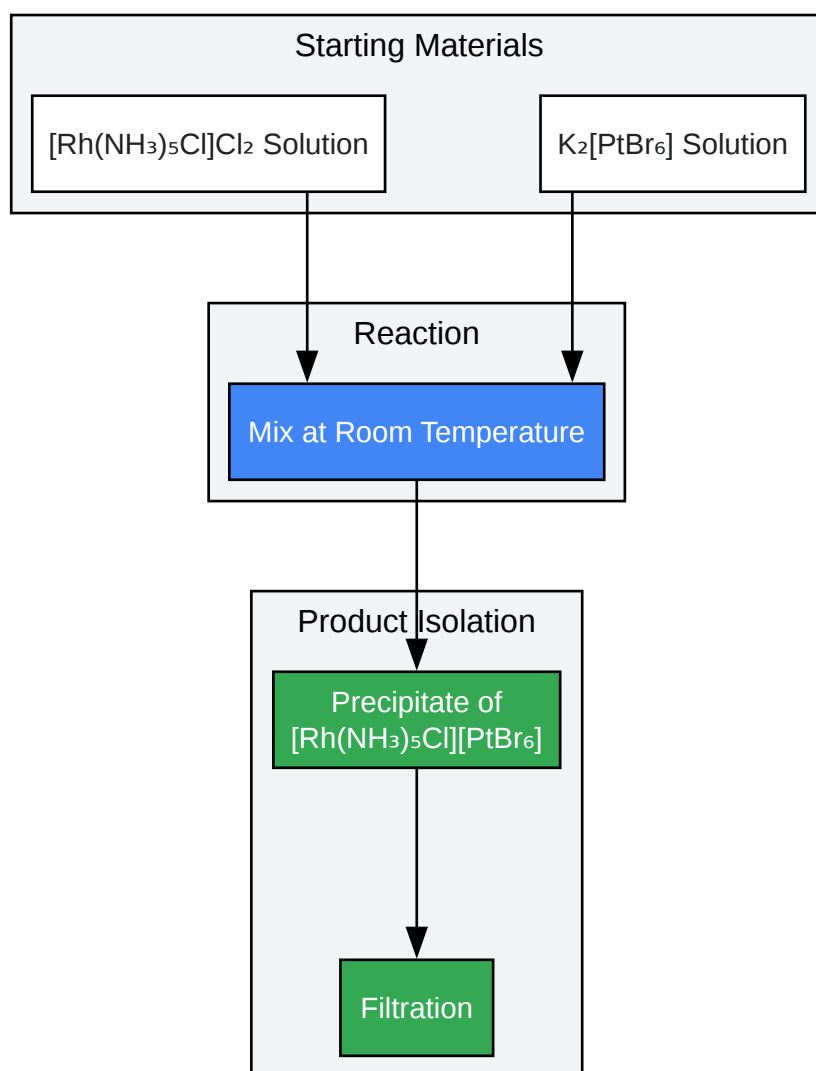 Starting Materials
[Rh(NH₃)₅Cl]Cl₂ Solution
K₂[PtBr₆] Solution
Reaction
Mix at Room Temperature
Product Isolation
Precipitate of
[Rh(NH₃)₅Cl][PtBr₆]
Filtration